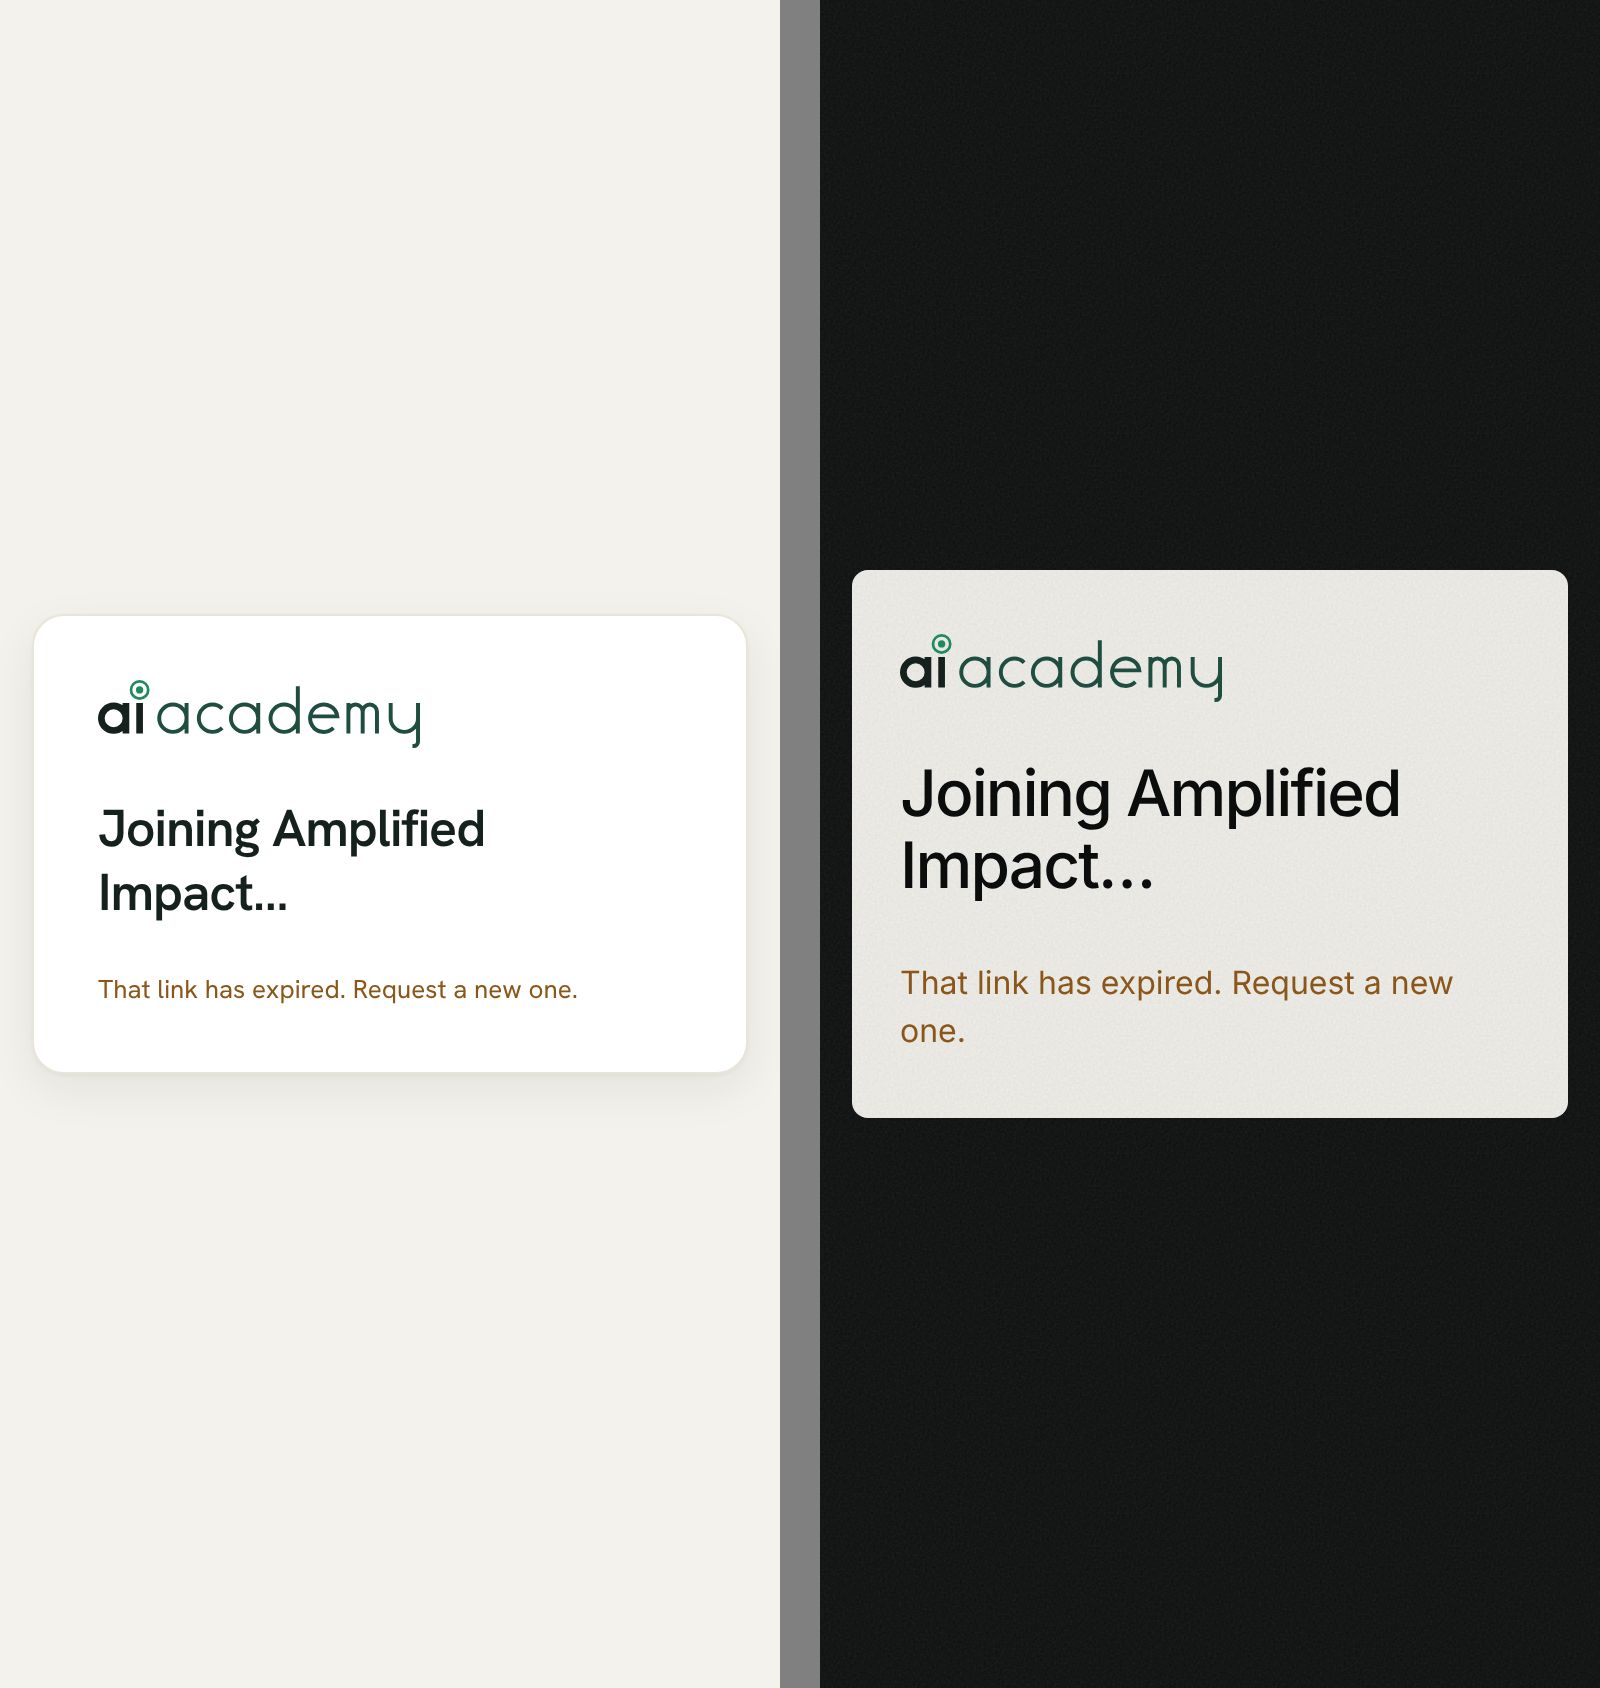 ai academy
Joining Amplified
Impact...
That link has expired. Request a new one.
ai academy
Joining Amplified
Impact...
That link has expired. Request a new
one.